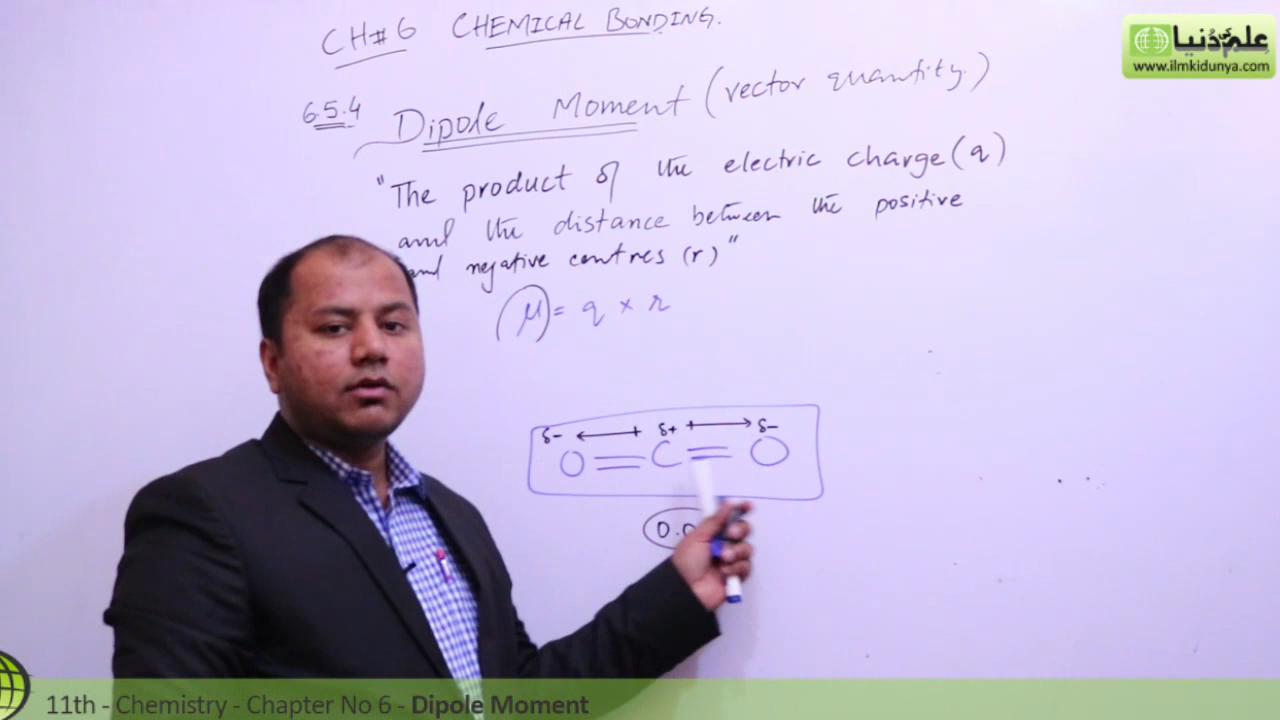 CH#6 CHEMICAL BONDING.
علم کی دُنیا
www.ilmkidunya.com
6.5.4 Dipole Moment (vector quantity.)
"The product of the electric charge (q)
and the distance between the positive
and negative centres (r)"
μ = q × r
δ- δ+ δ-
O = C = O
0.0
11th - Chemistry - Chapter No 6 - Dipole Moment